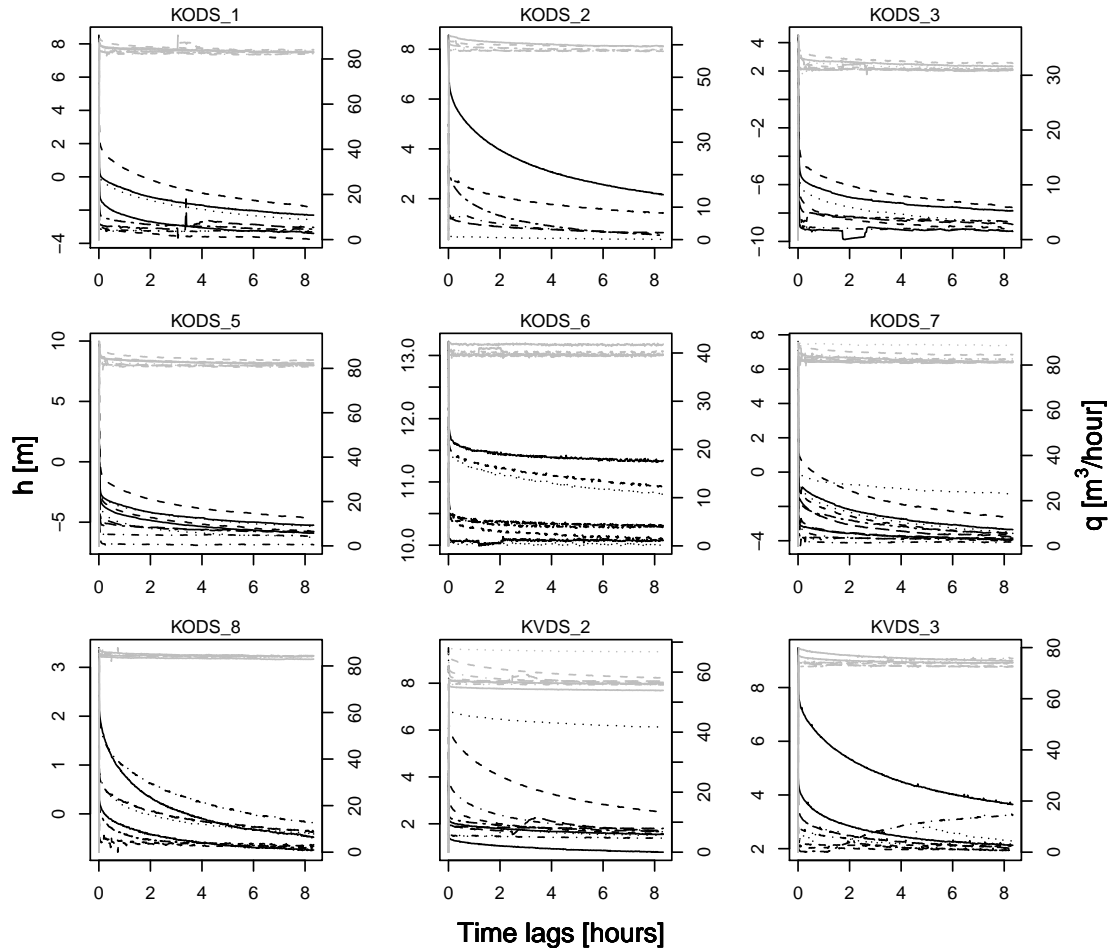 KODS_1 KODS_2 KODS_3
8 6 4 2 0 −4
80 60 40 20 0
8 6 4 2
50 30 10 0
4 2 −2 −6 −10
30 20 10 0
0 2 4 6 8
0 2 4 6 8
0 2 4 6 8
KODS_5 KODS_6 KODS_7
10 5 0 −5
80 60 40 20 0
13.0 12.0 11.0 10.0
40 30 20 10 0
8 6 4 2 0 −4
80 60 40 20 0
0 2 4 6 8
0 2 4 6 8
0 2 4 6 8
h [m]
q [m³/hour]
KODS_8 KVDS_2 KVDS_3
3 2 1 0
80 60 40 20 0
8 6 4 2
60 40 20 10 0
8 6 4 2
80 60 40 20 0
0 2 4 6 8
0 2 4 6 8
0 2 4 6 8
Time lags [hours]